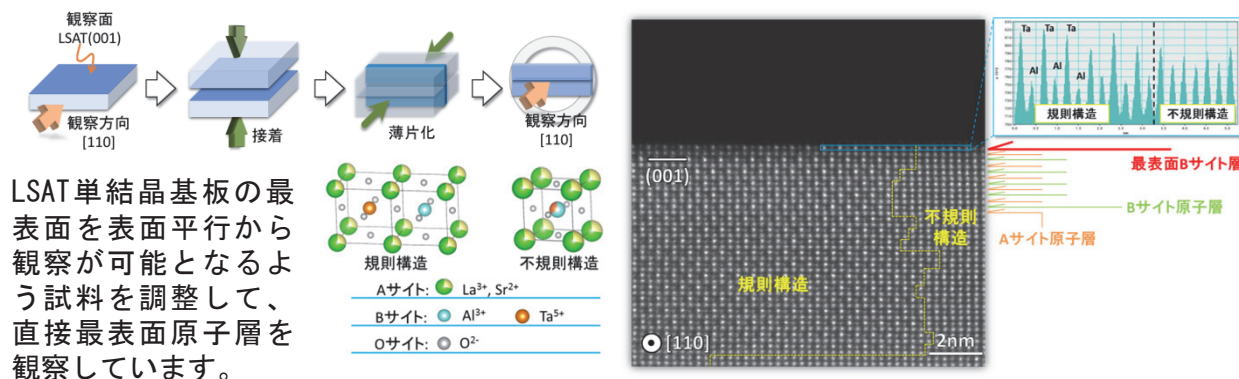 観察面
LSAT(001)
観察方向
[110]
接着
薄片化
観察方向
[110]
LSAT単結晶基板の最
表面を表面平行から
観察が可能となるよ
う試料を調整して、
直接最表面原子層を
観察しています。
規則構造
不規則構造
Aサイト: La³⁺, Sr²⁺
Bサイト: Al³⁺ Ta⁵⁺
Oサイト: O²⁻
(001)
不規則
構造
規則構造
[110]
2nm
Ta Ta Ta
Al Al Al
規則構造 不規則構造
最表面Bサイト層
Bサイト原子層
Aサイト原子層